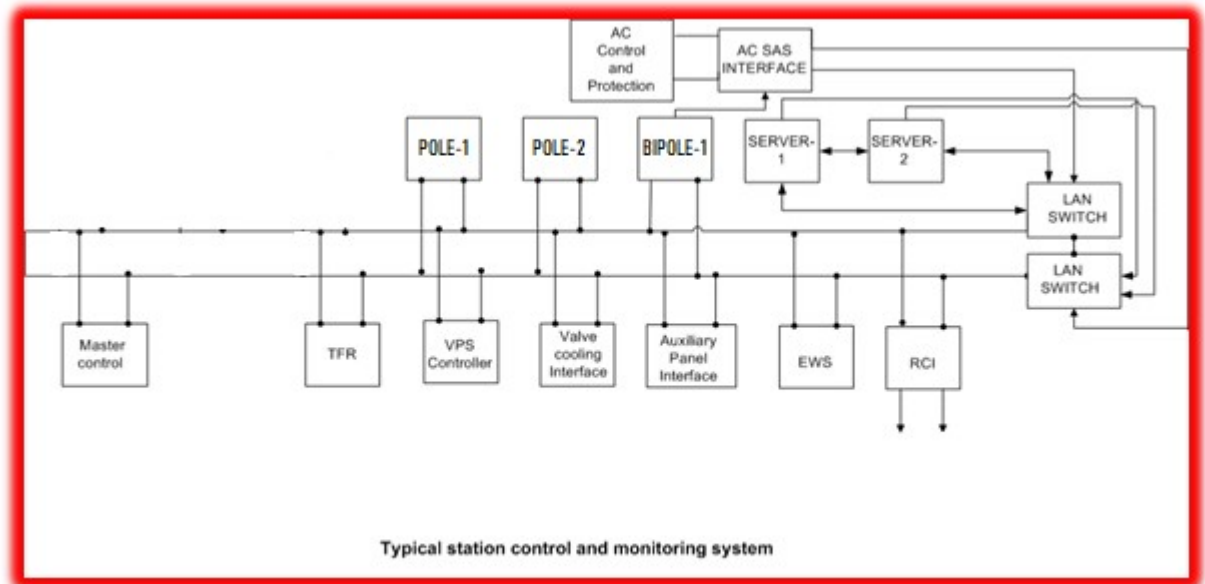 AC
Control
and
Protection
AC SAS
INTERFACE
POLE-1
POLE-2
BIPOLE-1
SERVER-
1
SERVER-
2
LAN
SWITCH
LAN
SWITCH
Master
control
TFR
VPS
Controller
Valve
cooling
Interface
Auxiliary
Panel
Interface
EWS
RCI
Typical station control and monitoring system